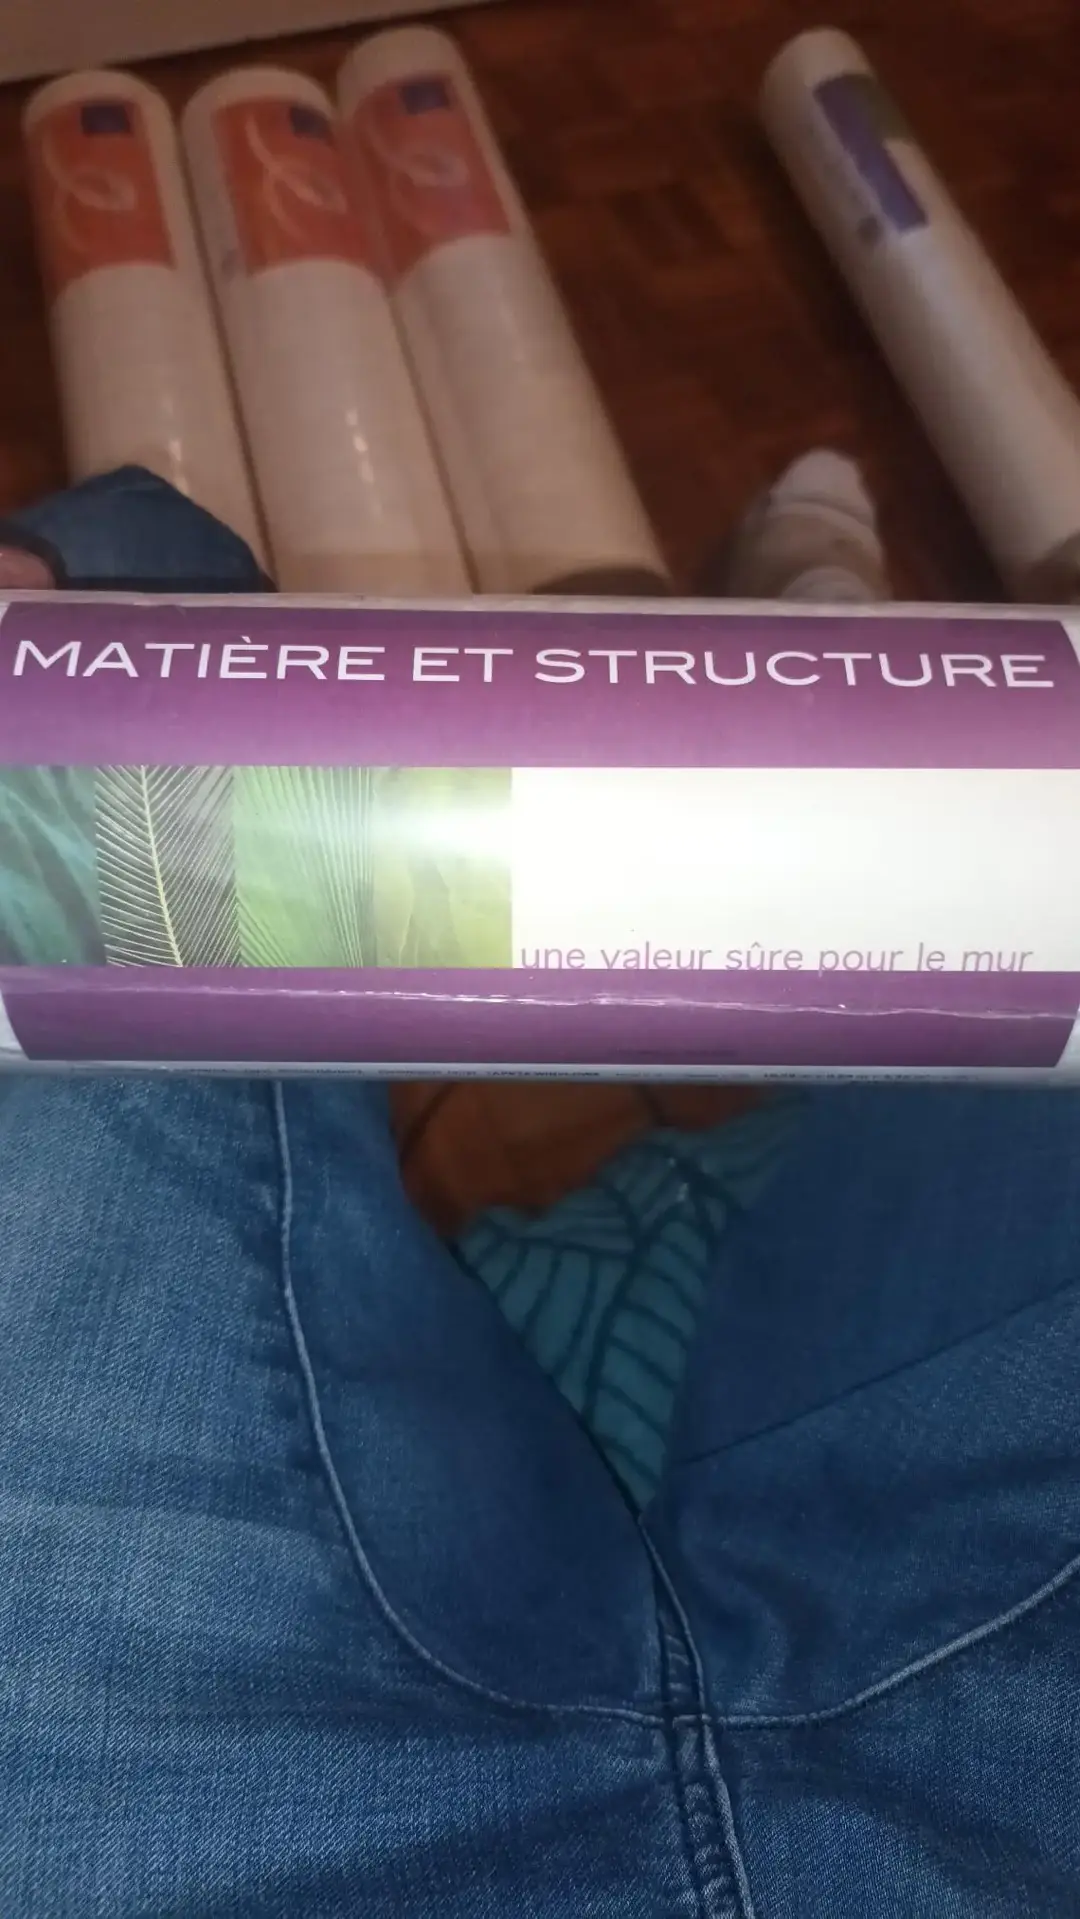 MATIÈRE ET STRUCTURE
une valeur sûre pour le mur